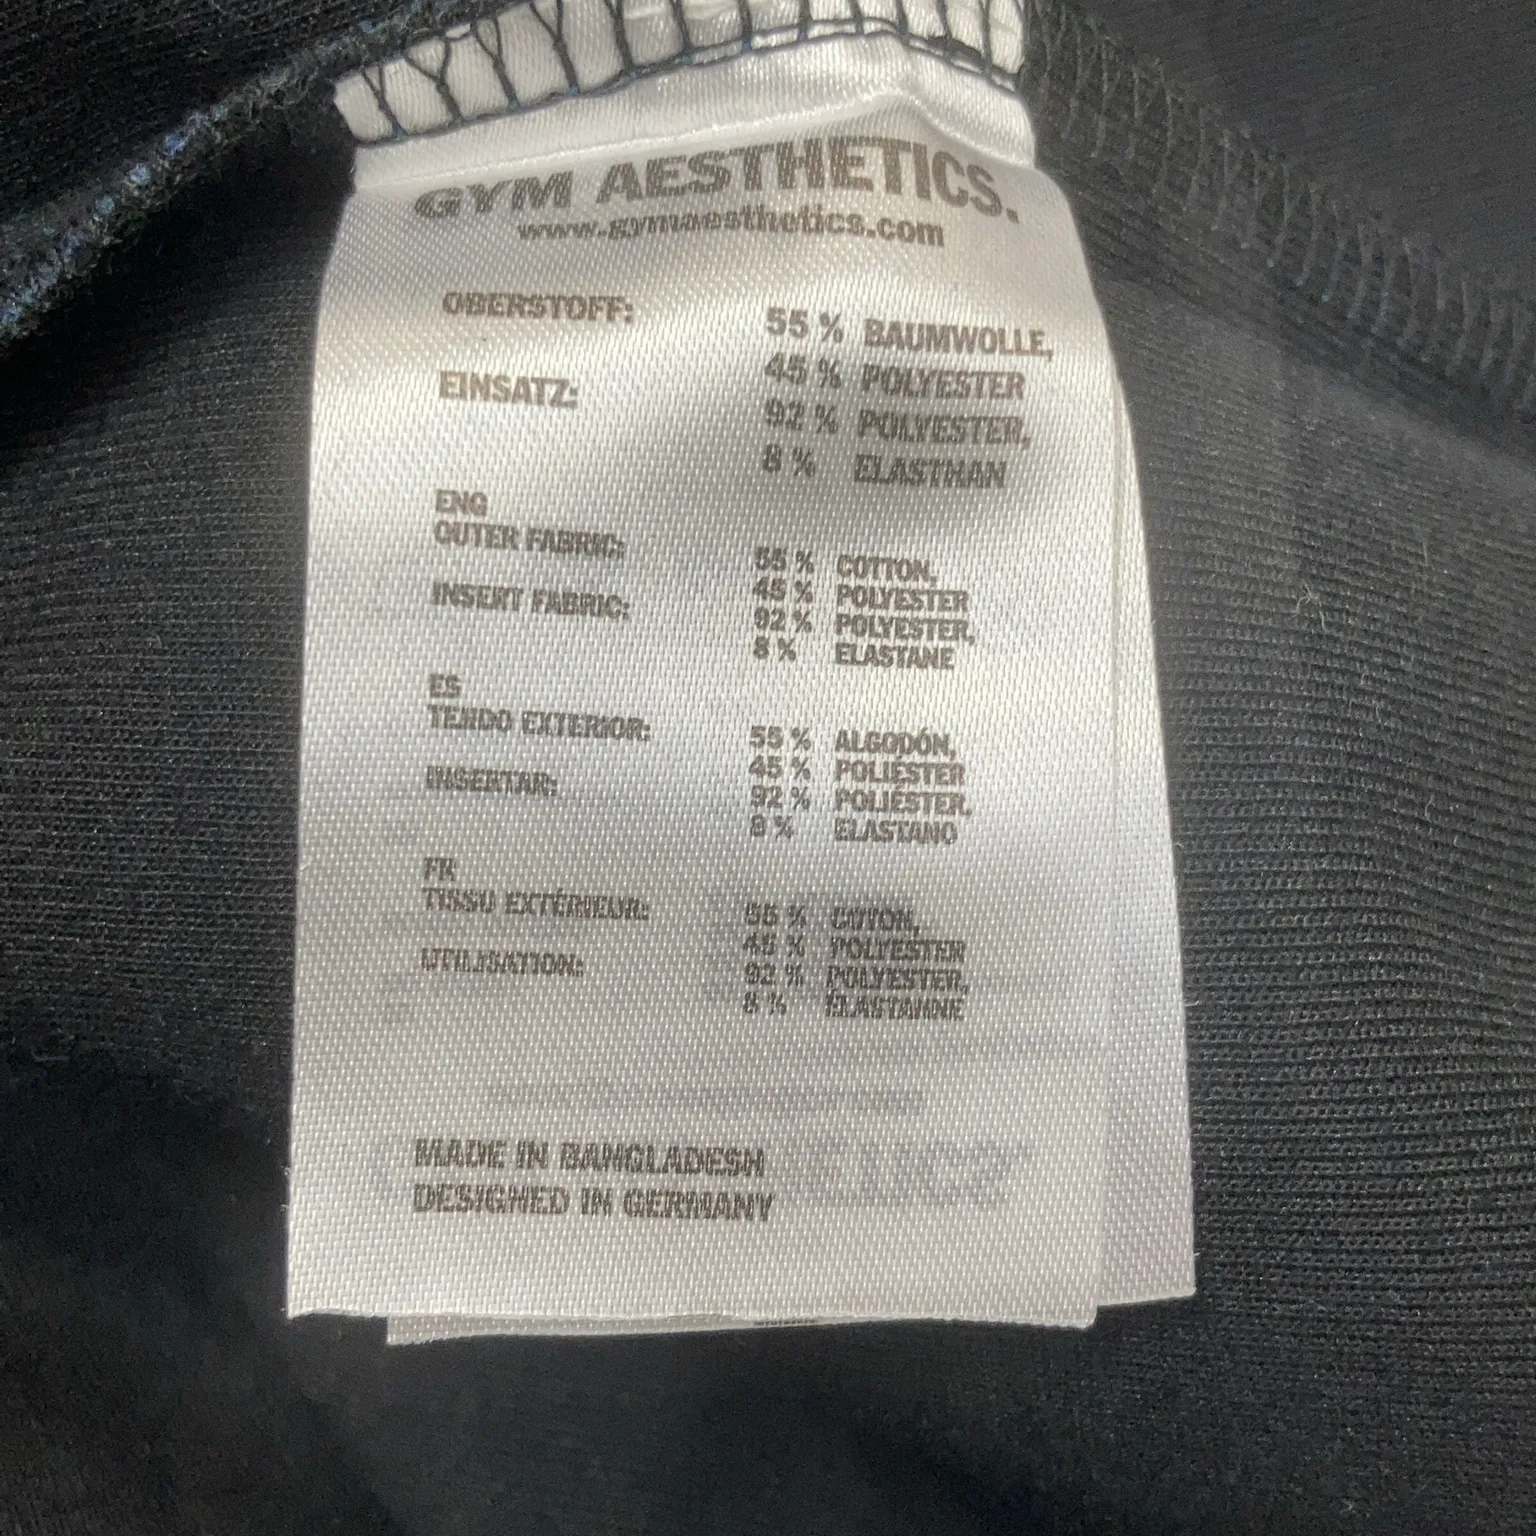 GYM AESTHETICS.
www.gymaesthetics.com
OBERSTOFF: 55 % BAUMWOLLE,
45 % POLYESTER
EINSATZ: 92 % POLYESTER,
8 % ELASTHAN
ENG
OUTER FABRIC: 55 % COTTON,
45 % POLYESTER
INSERT FABRIC: 92 % POLYESTER,
8 % ELASTANE
ES
TEJIDO EXTERIOR: 55 % ALGODÓN,
45 % POLIÉSTER
INSERTAR: 92 % POLIÉSTER,
8 % ELASTANO
FR
TISSU EXTÉRIEUR: 55 % COTON,
45 % POLYESTER
UTILISATION: 92 % POLYESTER,
8 % ÉLASTHANNE
MADE IN BANGLADESH
DESIGNED IN GERMANY